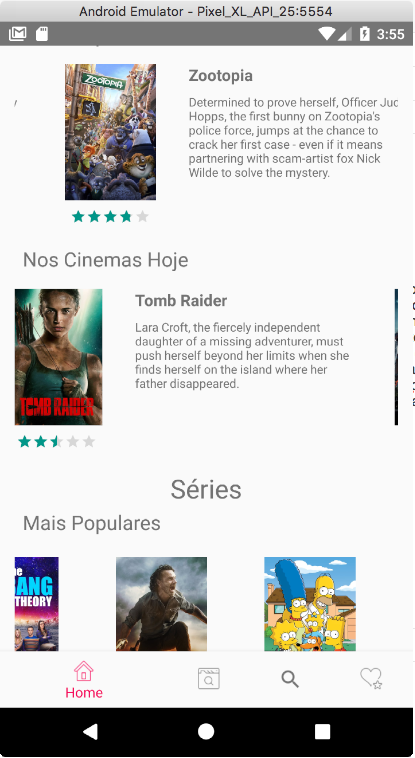 Android Emulator - Pixel_XL_API_25:5554
3:55
Zootopia
ZOOTOPIA
Determined to prove herself, Officer Jud
Hopps, the first bunny on Zootopia's
police force, jumps at the chance to
crack her first case - even if it means
partnering with scam-artist fox Nick
Wilde to solve the mystery.
Nos Cinemas Hoje
Tomb Raider
Lara Croft, the fiercely independent
daughter of a missing adventurer, must
push herself beyond her limits when she
finds herself on the island where her
father disappeared.
TOMB RAIDER
Séries
Mais Populares
ANG
THEORY
Home